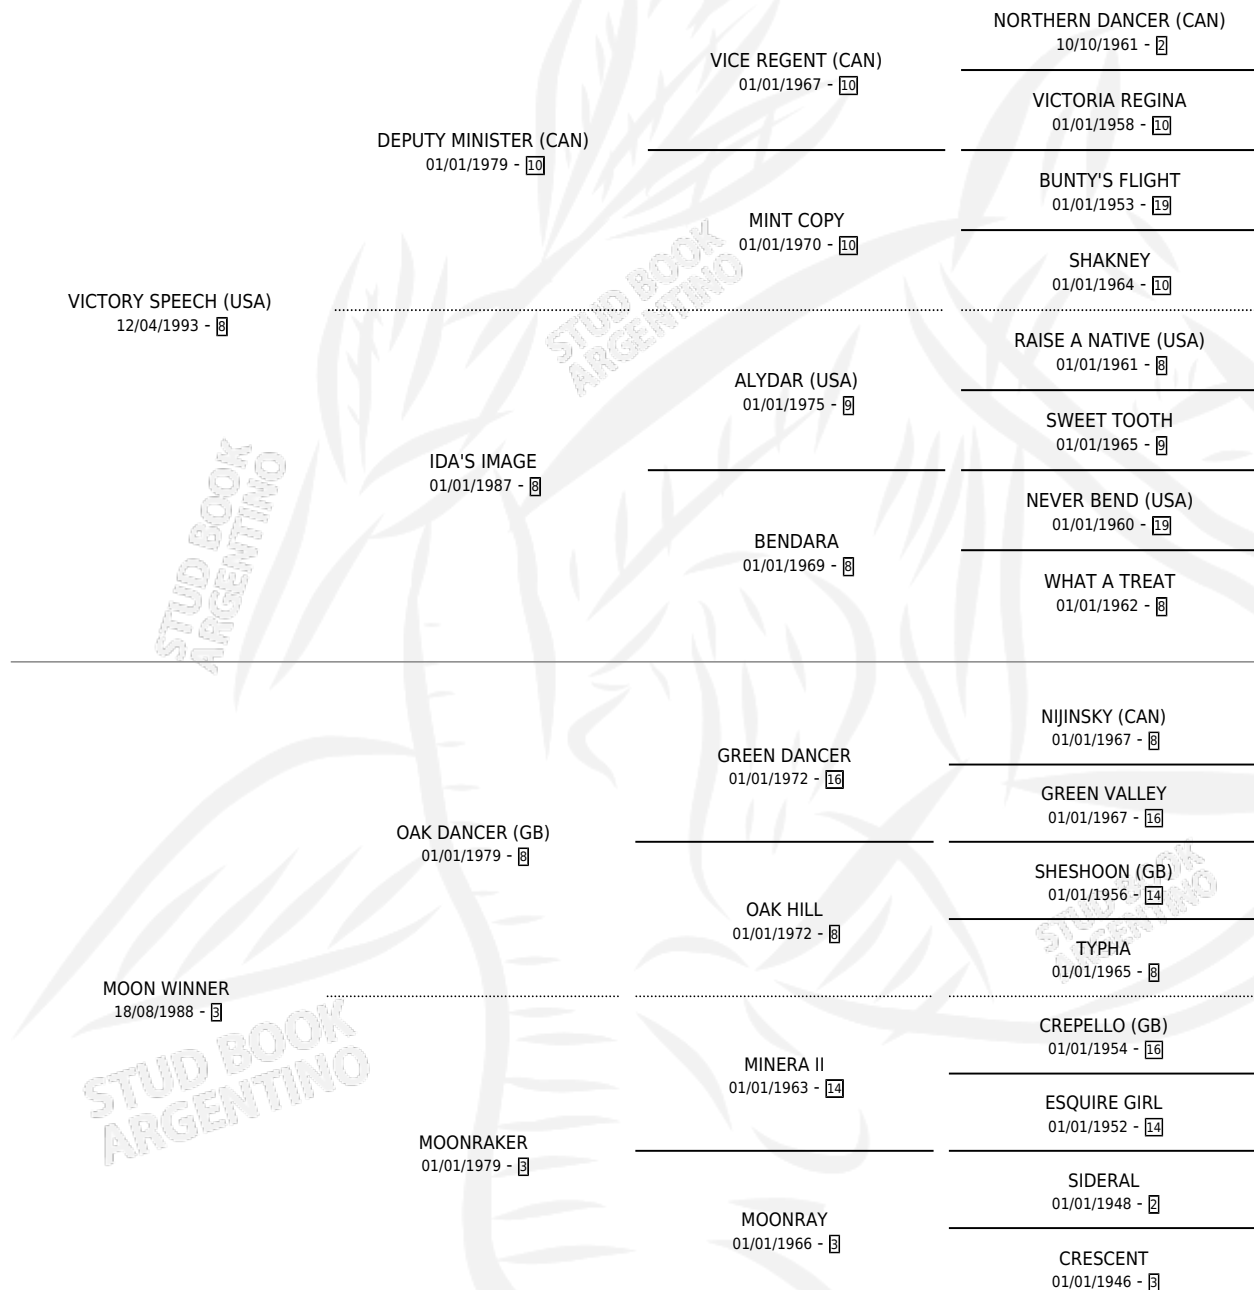 NORTHERN DANCER (CAN)
10/10/1961 - 2
VICE REGENT (CAN)
01/01/1967 - 10
VICTORIA REGINA
01/01/1958 - 10
DEPUTY MINISTER (CAN)
01/01/1979 - 10
BUNTY'S FLIGHT
01/01/1953 - 19
MINT COPY
01/01/1970 - 10
SHAKNEY
01/01/1964 - 10
VICTORY SPEECH (USA)
12/04/1993 - 8
RAISE A NATIVE (USA)
01/01/1961 - 8
ALYDAR (USA)
01/01/1975 - 9
SWEET TOOTH
01/01/1965 - 9
IDA'S IMAGE
01/01/1987 - 8
NEVER BEND (USA)
01/01/1960 - 19
BENDARA
01/01/1969 - 8
WHAT A TREAT
01/01/1962 - 8
NIJINSKY (CAN)
01/01/1967 - 8
GREEN DANCER
01/01/1972 - 16
GREEN VALLEY
01/01/1967 - 16
OAK DANCER (GB)
01/01/1979 - 8
SHESHOON (GB)
01/01/1956 - 14
OAK HILL
01/01/1972 - 8
TYPHA
01/01/1965 - 8
MOON WINNER
18/08/1988 - 3
CREPELLO (GB)
01/01/1954 - 16
MINERA II
01/01/1963 - 14
ESQUIRE GIRL
01/01/1952 - 14
MOONRAKER
01/01/1979 - 3
SIDERAL
01/01/1948 - 2
MOONRAY
01/01/1966 - 3
CRESCENT
01/01/1946 - 3
STUD BOOK
ARGENTINO
STUD BOOK
ARGENTINO
STUD BOOK
ARGENTINO
STUD BOOK
ARGENTINO